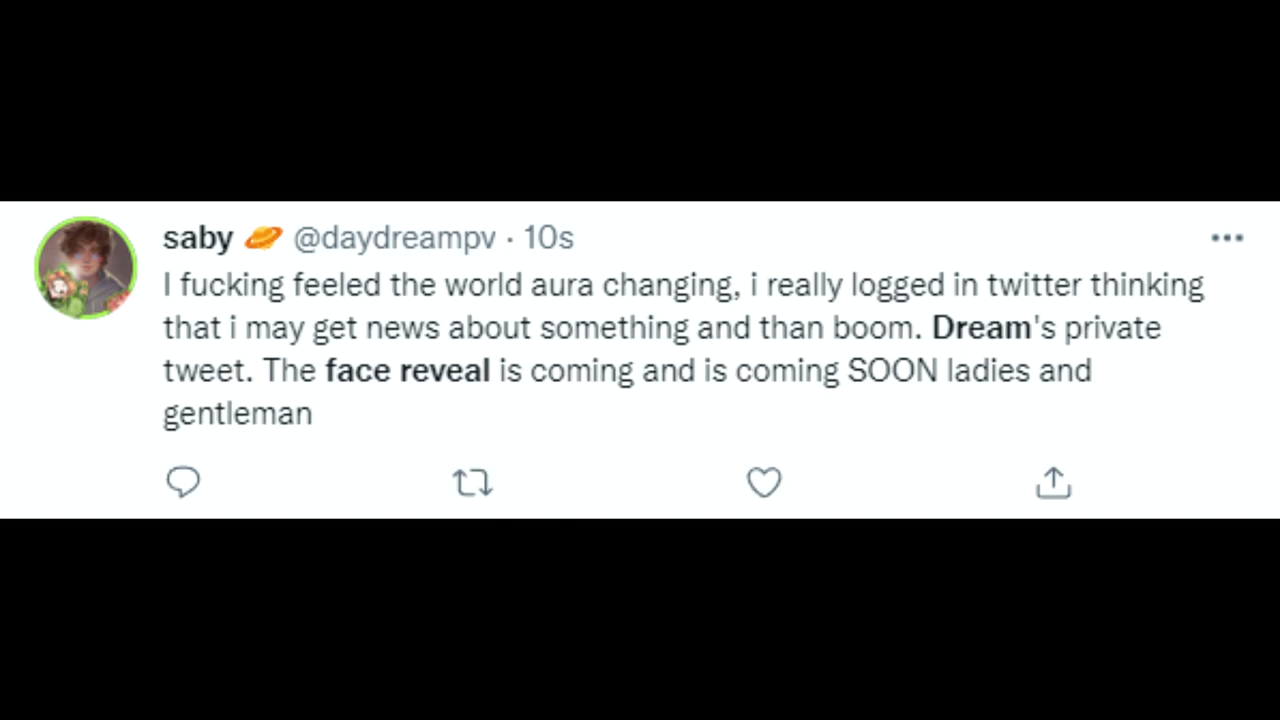 saby 🪐 @daydreampv · 10s
I fucking feeled the world aura changing, i really logged in twitter thinking
that i may get news about something and than boom. Dream's private
tweet. The face reveal is coming and is coming SOON ladies and
gentleman